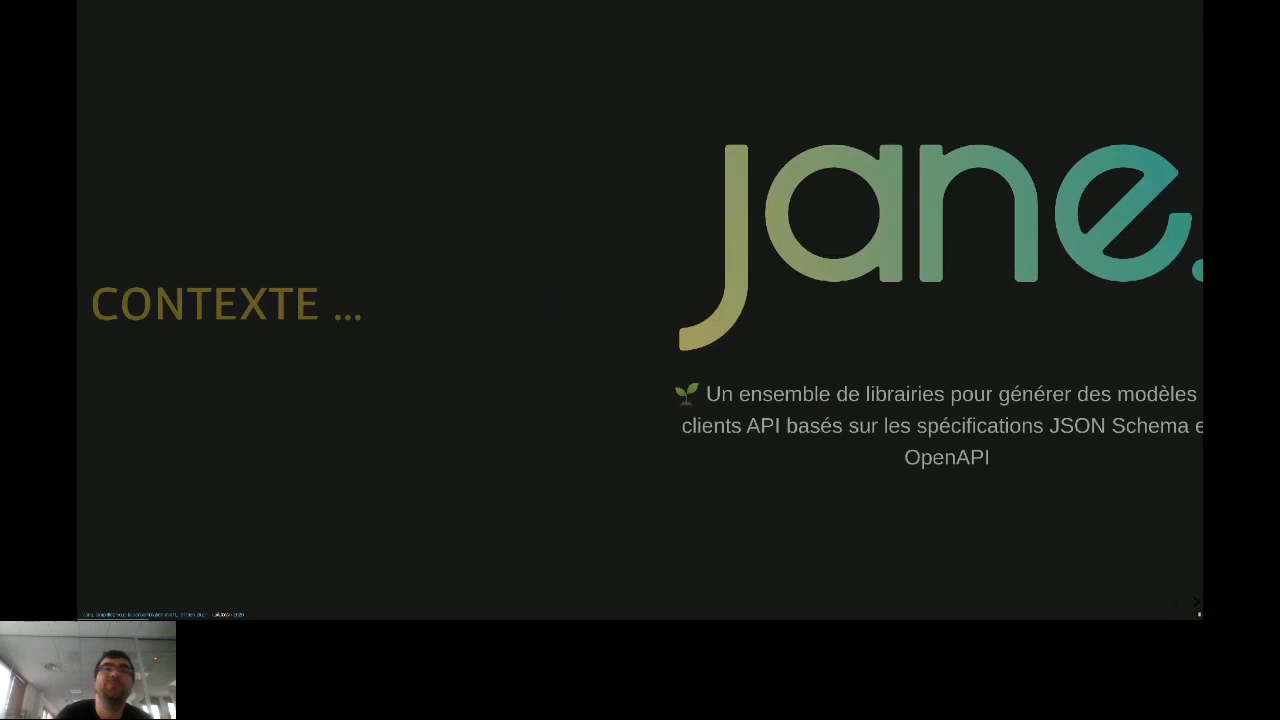 jane.
CONTEXTE ...
🌱 Un ensemble de librairies pour générer des modèles
clients API basés sur les spécifications JSON Schema e
OpenAPI